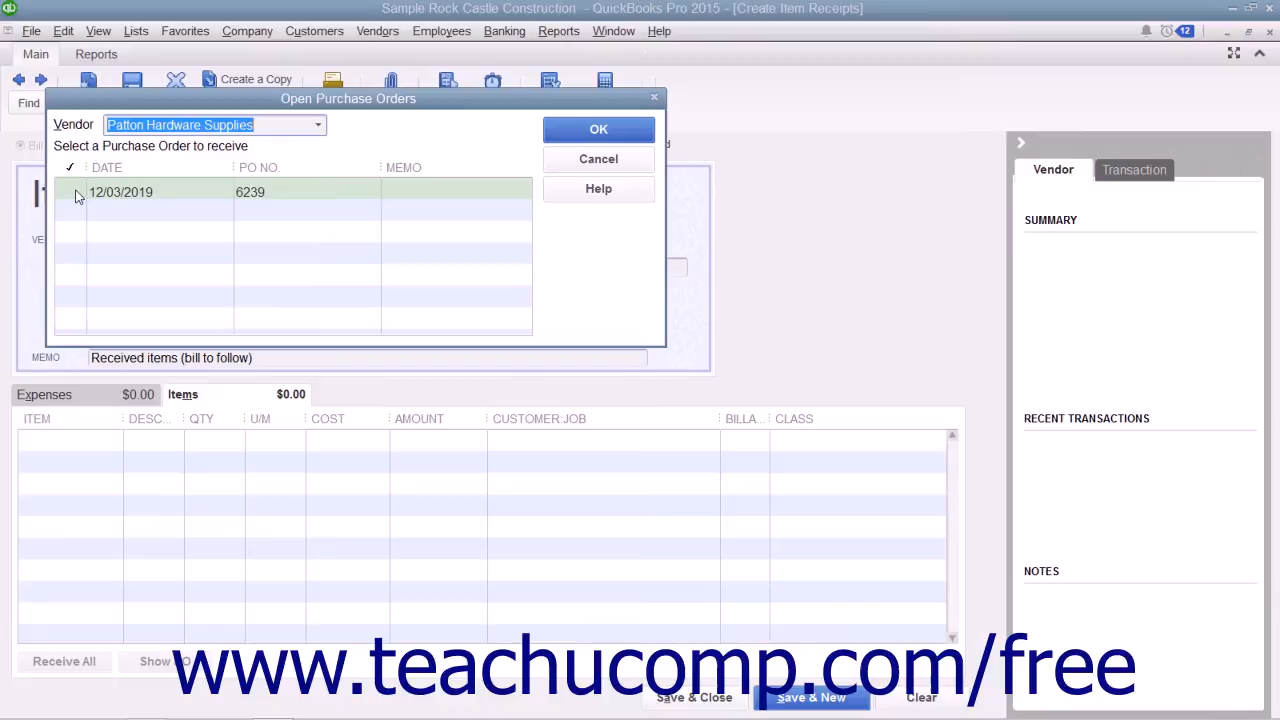 Sample Rock Castle Construction - QuickBooks Pro 2015 - [Create Item Receipts]
File Edit View Lists Favorites Company Customers Vendors Employees Banking Reports Window Help 12
Main Reports
Create a Copy
Find
Open Purchase Orders
Vendor Patton Hardware Supplies
OK
Select a Purchase Order to receive
Cancel
✓ DATE PO NO. MEMO
Help
12/03/2019 6239
Vendor Transaction
SUMMARY
MEMO Received items (bill to follow)
Expenses $0.00 Items $0.00
ITEM DESC... QTY U/M COST AMOUNT CUSTOMER:JOB BILLA... CLASS
RECENT TRANSACTIONS
NOTES
Receive All Show PO
www.teachucomp.com/free
Save & Close Save & New Clear